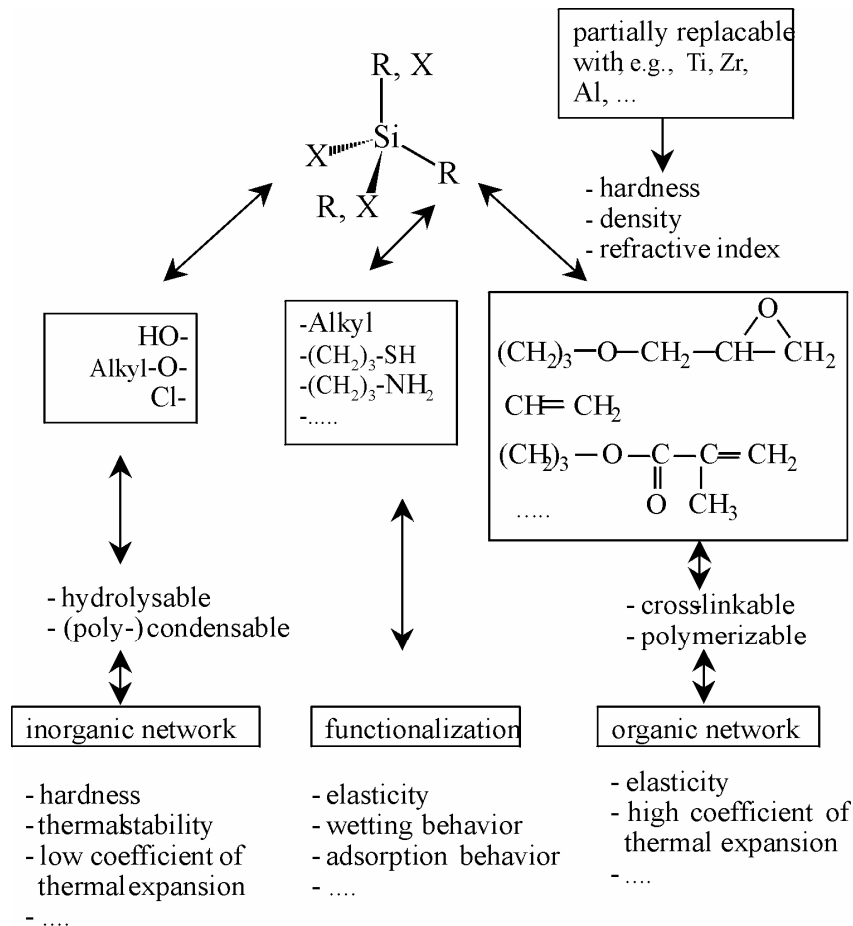 partially replacable
with, e.g., Ti, Zr,
Al, ...
R, X
Si
X
R
R, X
- hardness
- density
- refractive index
HO-
Alkyl-O-
Cl-
-Alkyl
-(CH₂)₃-SH
-(CH₂)₃-NH₂
-.....
O
(CH₂)₃—O—CH₂—CH—CH₂
CH=CH₂
(CH₂)₃—O—C—C=CH₂
O CH₃
.....
- hydrolysable
- (poly-)condensable
- cross-linkable
- polymerizable
inorganic network
functionalization
organic network
- hardness
- thermal stability
- low coefficient of
thermal expansion
- ....
- elasticity
- wetting behavior
- adsorption behavior
- ....
- elasticity
- high coefficient of
thermal expansion
- ....